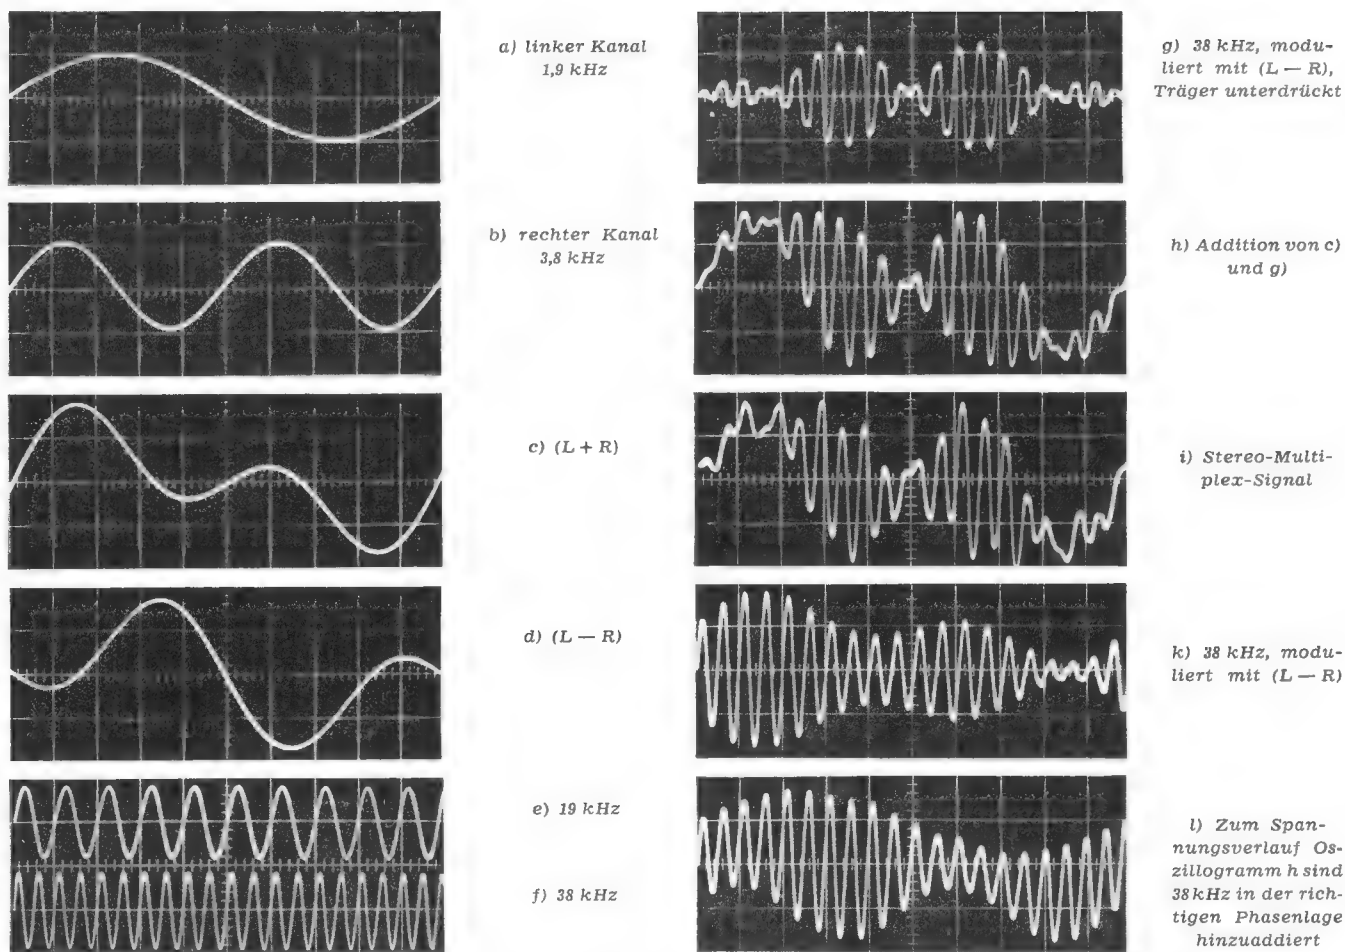 a) linker Kanal
1,9 kHz
b) rechter Kanal
3,8 kHz
c) (L + R)
d) (L — R)
e) 19 kHz
f) 38 kHz
g) 38 kHz, modu-
liert mit (L — R),
Träger unterdrückt
h) Addition von c)
und g)
i) Stereo-Multi-
plex-Signal
k) 38 kHz, modu-
liert mit (L — R)
l) Zum Span-
nungsverlauf Os-
zillogramm h sind
38 kHz in der rich-
tigen Phasenlage
hinzuaddiert